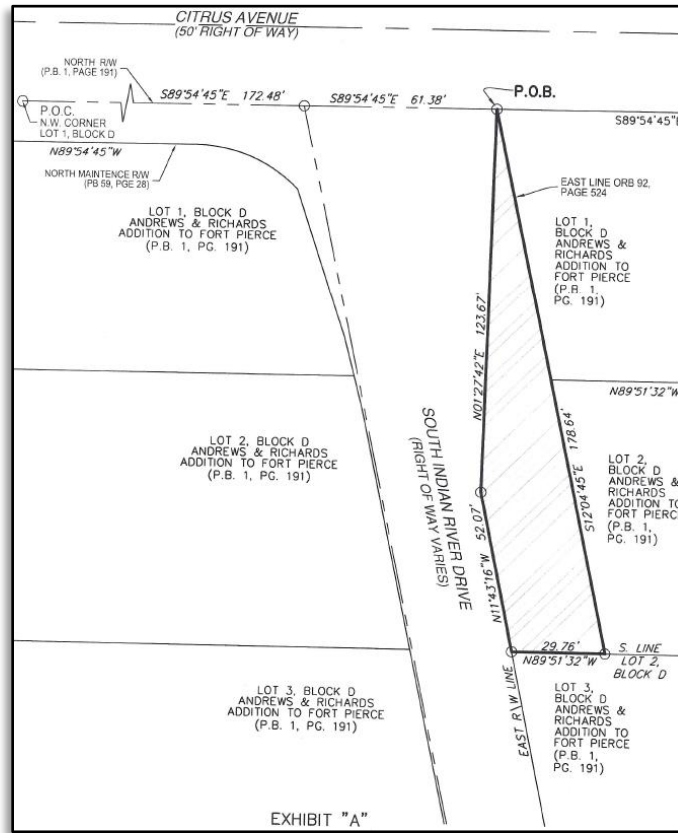 CITRUS AVENUE
(50' RIGHT OF WAY)
NORTH R/W
(P.B. 1, PAGE 191)
S89°54'45"E 172.48'
S89°54'45"E 61.38'
P.O.B.
S89°54'45"E
P.O.C.
N.W. CORNER
LOT 1, BLOCK D
N89°54'45"W
NORTH MAINTENCE R/W
(PB 59, PGE 28)
EAST LINE ORB 92,
PAGE 524
LOT 1, BLOCK D
ANDREWS & RICHARDS
ADDITION TO FORT PIERCE
(P.B. 1, PG. 191)
LOT 1,
BLOCK D
ANDREWS &
RICHARDS
ADDITION TO
FORT PIERCE
(P.B. 1,
PG. 191)
N01°27'42"E 123.67'
N89°51'32"W
SOUTH INDIAN RIVER DRIVE
(RIGHT OF WAY VARIES)
S12°04'45"E 178.64'
LOT 2, BLOCK D
ANDREWS & RICHARDS
ADDITION TO FORT PIERCE
(P.B. 1, PG. 191)
LOT 2,
BLOCK D
ANDREWS &
RICHARDS
ADDITION TO
FORT PIERCE
(P.B. 1,
PG. 191)
N11°43'16"W 52.07'
29.76'
N89°51'32"W
S. LINE
LOT 2,
BLOCK D
EAST R\W LINE
LOT 3, BLOCK D
ANDREWS & RICHARDS
ADDITION TO FORT PIERCE
(P.B. 1, PG. 191)
LOT 3,
BLOCK D
ANDREWS &
RICHARDS
ADDITION TO
FORT PIERCE
(P.B. 1,
PG. 191)
EXHIBIT "A"